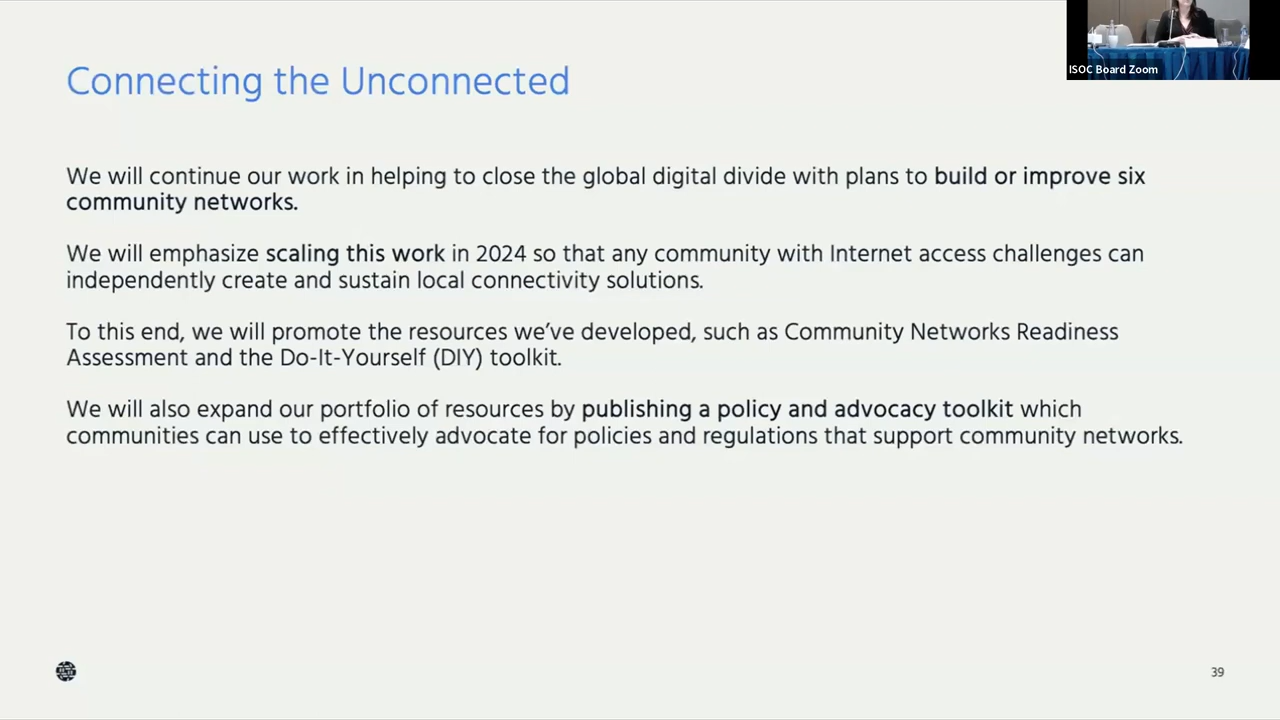 ISOC Board Zoom
Connecting the Unconnected
We will continue our work in helping to close the global digital divide with plans to build or improve six
community networks.
We will emphasize scaling this work in 2024 so that any community with Internet access challenges can
independently create and sustain local connectivity solutions.
To this end, we will promote the resources we’ve developed, such as Community Networks Readiness
Assessment and the Do-It-Yourself (DIY) toolkit.
We will also expand our portfolio of resources by publishing a policy and advocacy toolkit which
communities can use to effectively advocate for policies and regulations that support community networks.
39